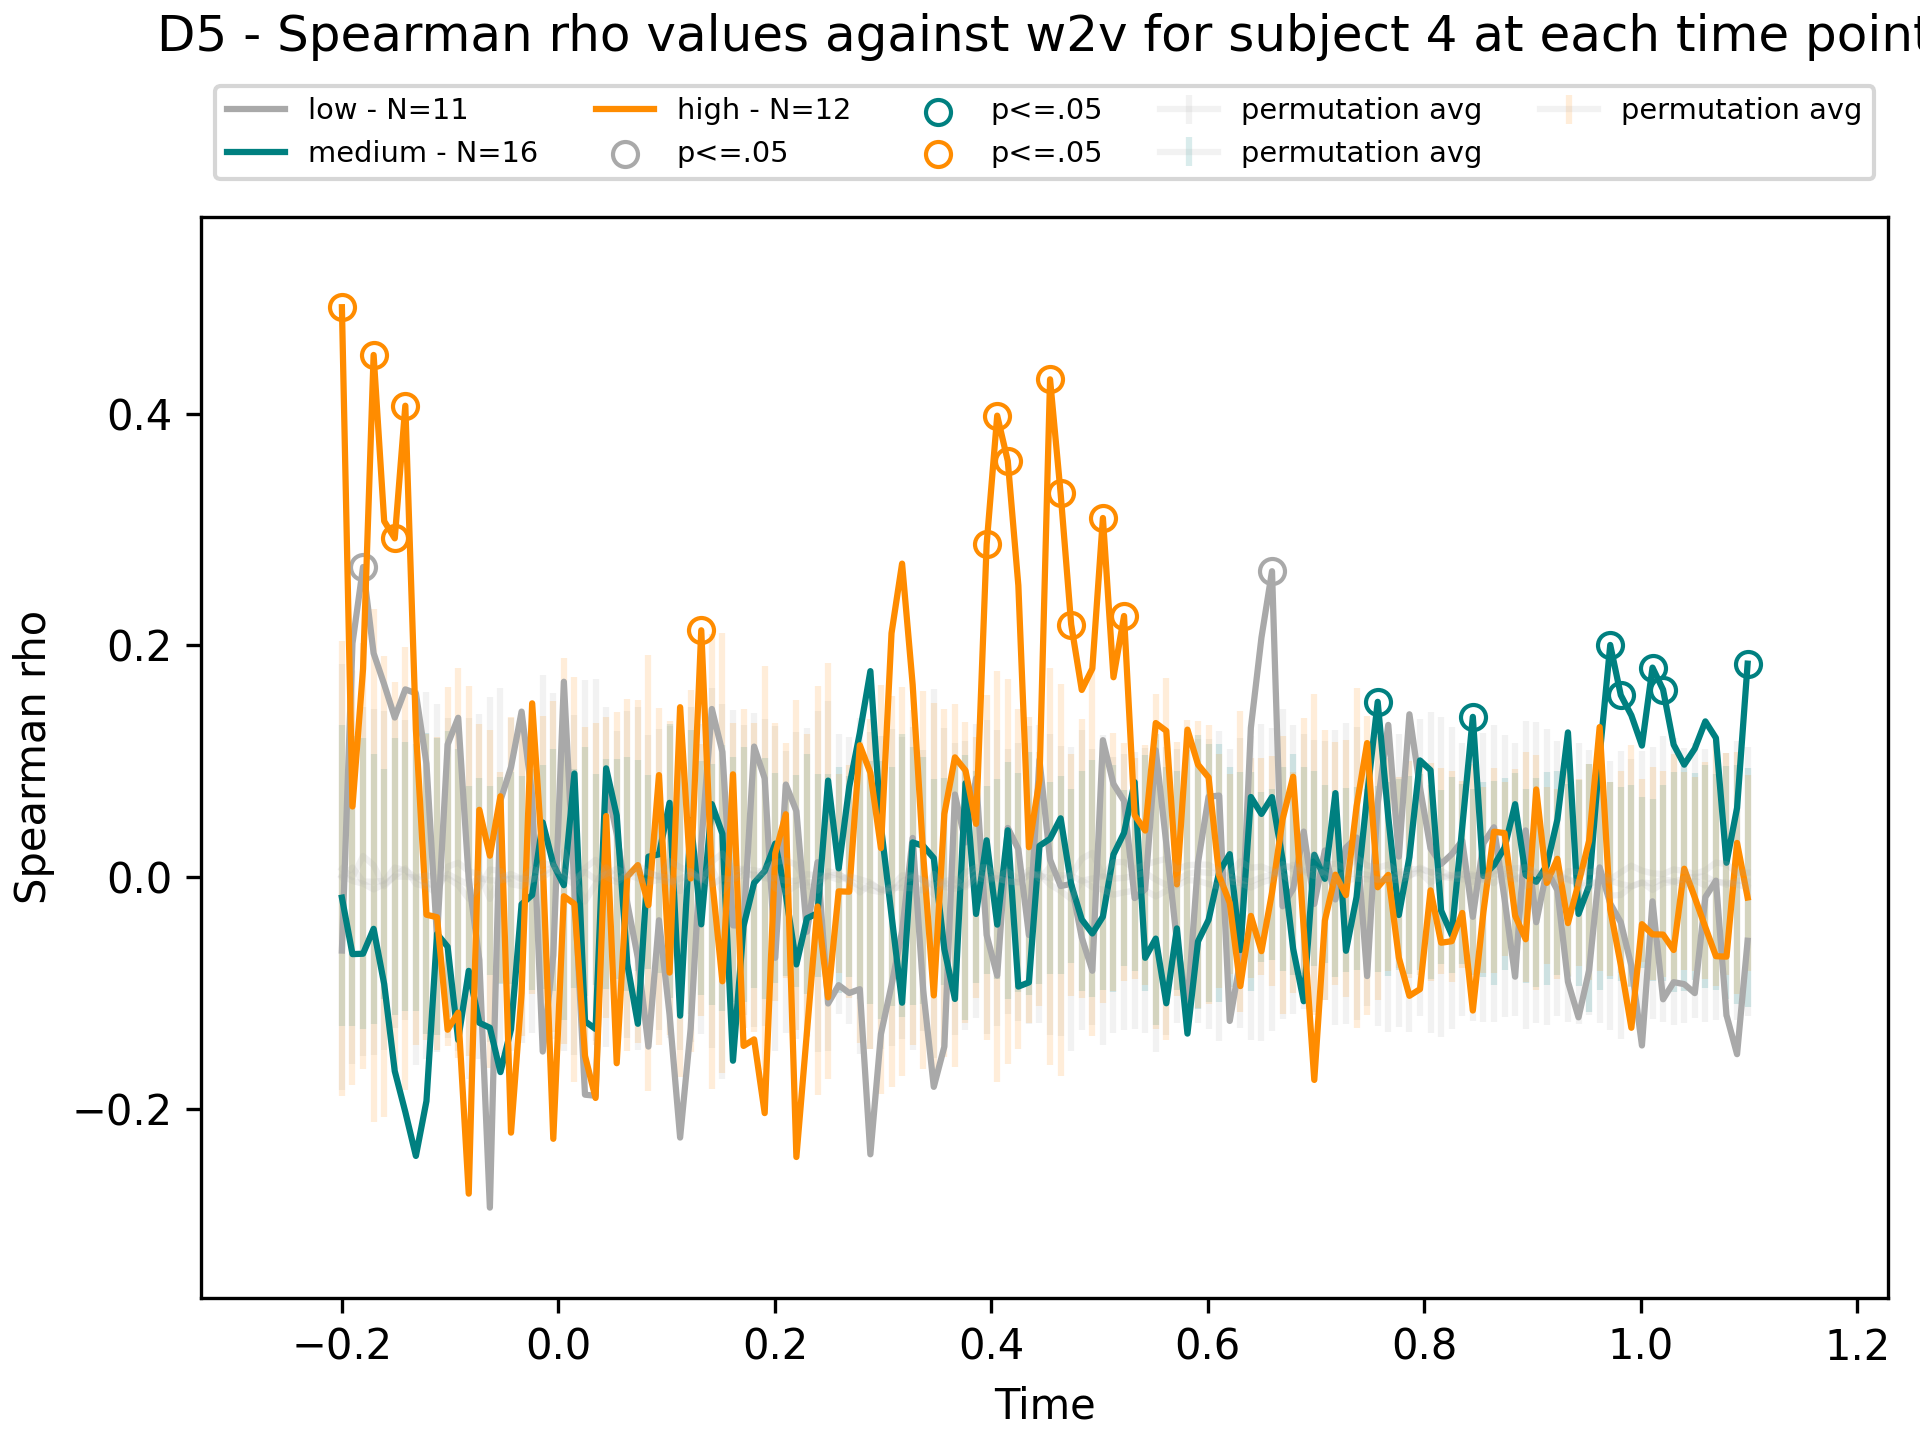 D5 - Spearman rho values against w2v for subject 4 at each time point
low - N=11
medium - N=16
high - N=12
p<=.05
p<=.05
p<=.05
permutation avg
permutation avg
permutation avg
Spearman rho
0.4
0.2
0.0
−0.2
−0.2
0.0
0.2
0.4
0.6
0.8
1.0
1.2
Time